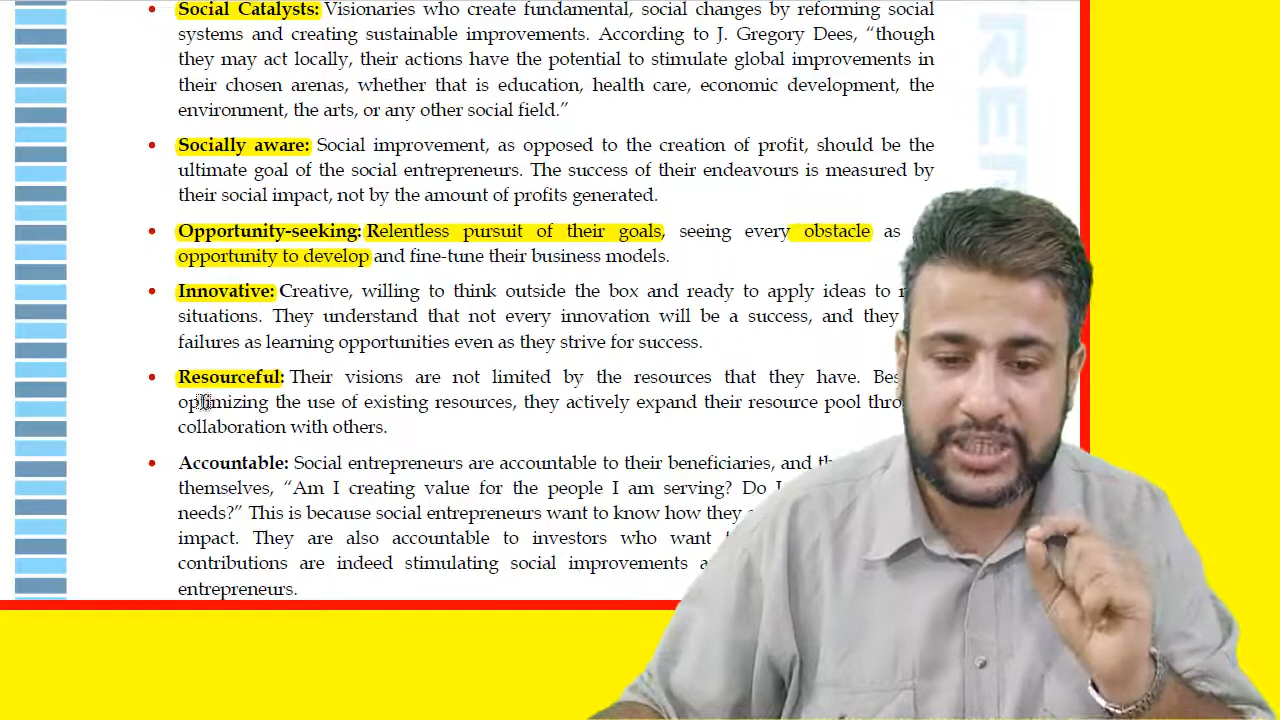 • Social Catalysts: Visionaries who create fundamental, social changes by reforming social
systems and creating sustainable improvements. According to J. Gregory Dees, “though
they may act locally, their actions have the potential to stimulate global improvements in
their chosen arenas, whether that is education, health care, economic development, the
environment, the arts, or any other social field.”
• Socially aware: Social improvement, as opposed to the creation of profit, should be the
ultimate goal of the social entrepreneurs. The success of their endeavours is measured by
their social impact, not by the amount of profits generated.
• Opportunity-seeking: Relentless pursuit of their goals, seeing every obstacle as
opportunity to develop and fine-tune their business models.
• Innovative: Creative, willing to think outside the box and ready to apply ideas to
situations. They understand that not every innovation will be a success, and they
failures as learning opportunities even as they strive for success.
• Resourceful: Their visions are not limited by the resources that they have.
optimizing the use of existing resources, they actively expand their resource pool
collaboration with others.
• Accountable: Social entrepreneurs are accountable to their beneficiaries, and
themselves, “Am I creating value for the people I am serving? Do I
needs?” This is because social entrepreneurs want to know how they
impact. They are also accountable to investors who want
contributions are indeed stimulating social improvements
entrepreneurs.